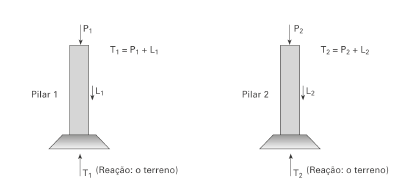 P₁
T₁ = P₁ + L₁
Pilar 1
L₁
T₁ (Reação: o terreno)
P₂
T₂ = P₂ + L₂
Pilar 2
L₂
T₂ (Reação: o terreno)